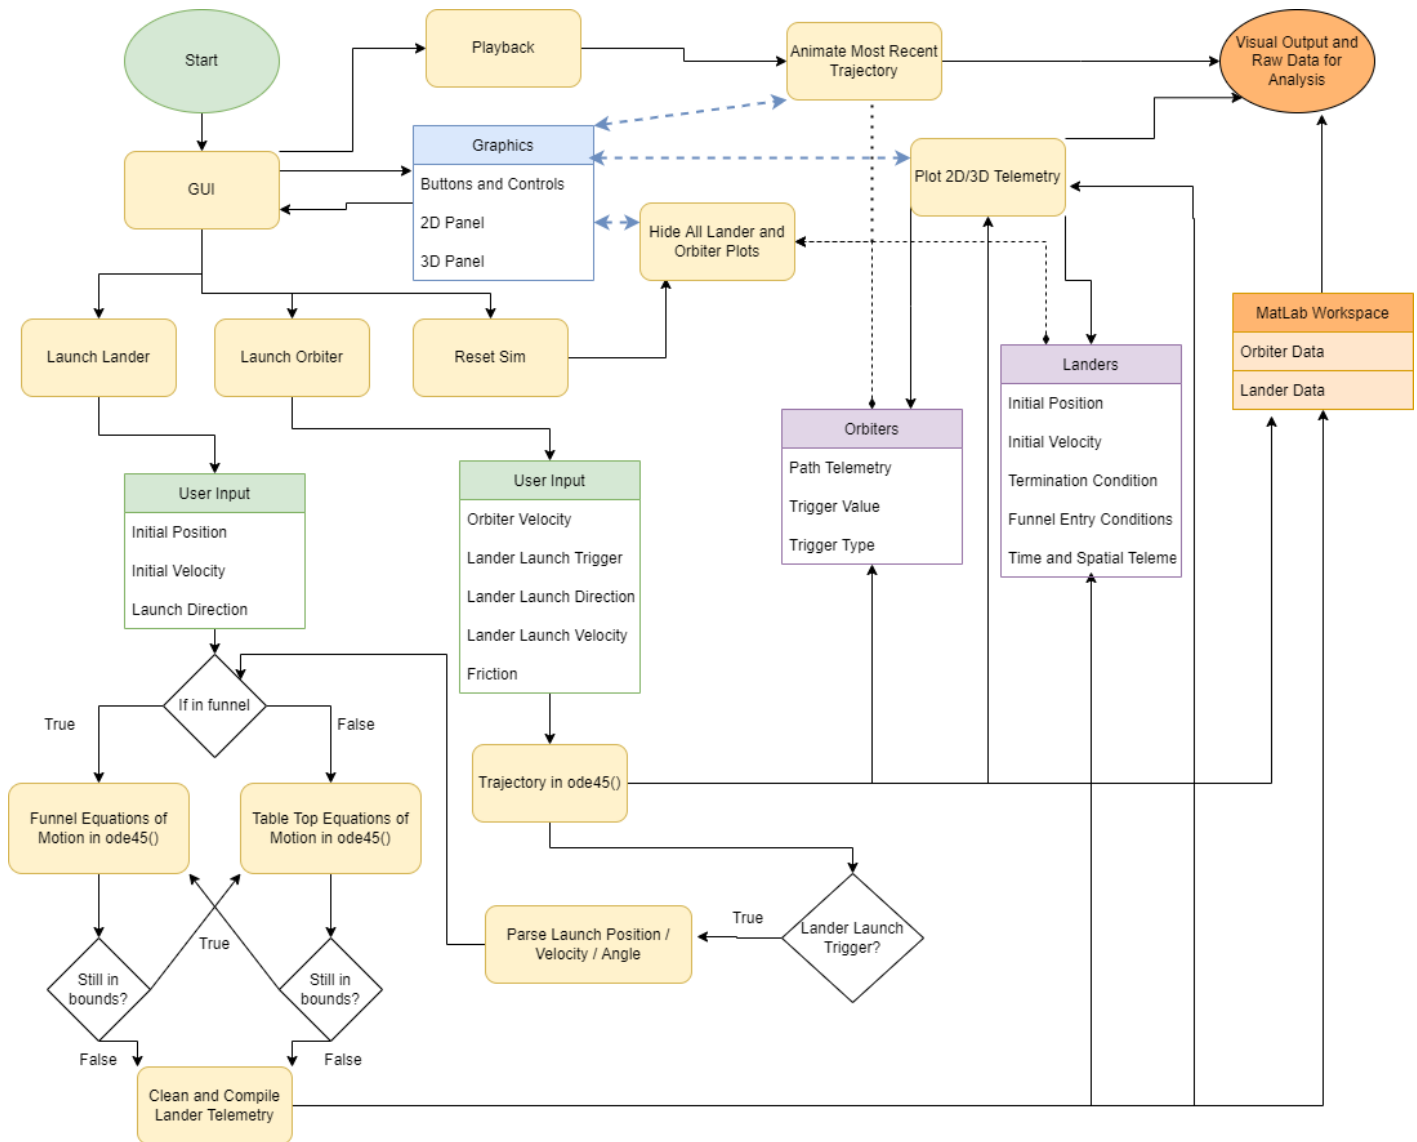 Start
Playback
Animate Most Recent
Trajectory
Visual Output and
Raw Data for
Analysis
GUI
Graphics
Buttons and Controls
2D Panel
3D Panel
Plot 2D/3D Telemetry
Hide All Lander and
Orbiter Plots
Launch Lander
Launch Orbiter
Reset Sim
MatLab Workspace
Orbiter Data
Lander Data
Landers
Initial Position
Initial Velocity
Termination Condition
Funnel Entry Conditions
Time and Spatial Teleme
Orbiters
Path Telemetry
Trigger Value
Trigger Type
User Input
Initial Position
Initial Velocity
Launch Direction
User Input
Orbiter Velocity
Lander Launch Trigger
Lander Launch Direction
Lander Launch Velocity
Friction
If in funnel
True
False
Funnel Equations of
Motion in ode45()
Table Top Equations of
Motion in ode45()
Trajectory in ode45()
Lander Launch
Trigger?
True
Parse Launch Position /
Velocity / Angle
True
Still in
bounds?
Still in
bounds?
False
False
Clean and Compile
Lander Telemetry